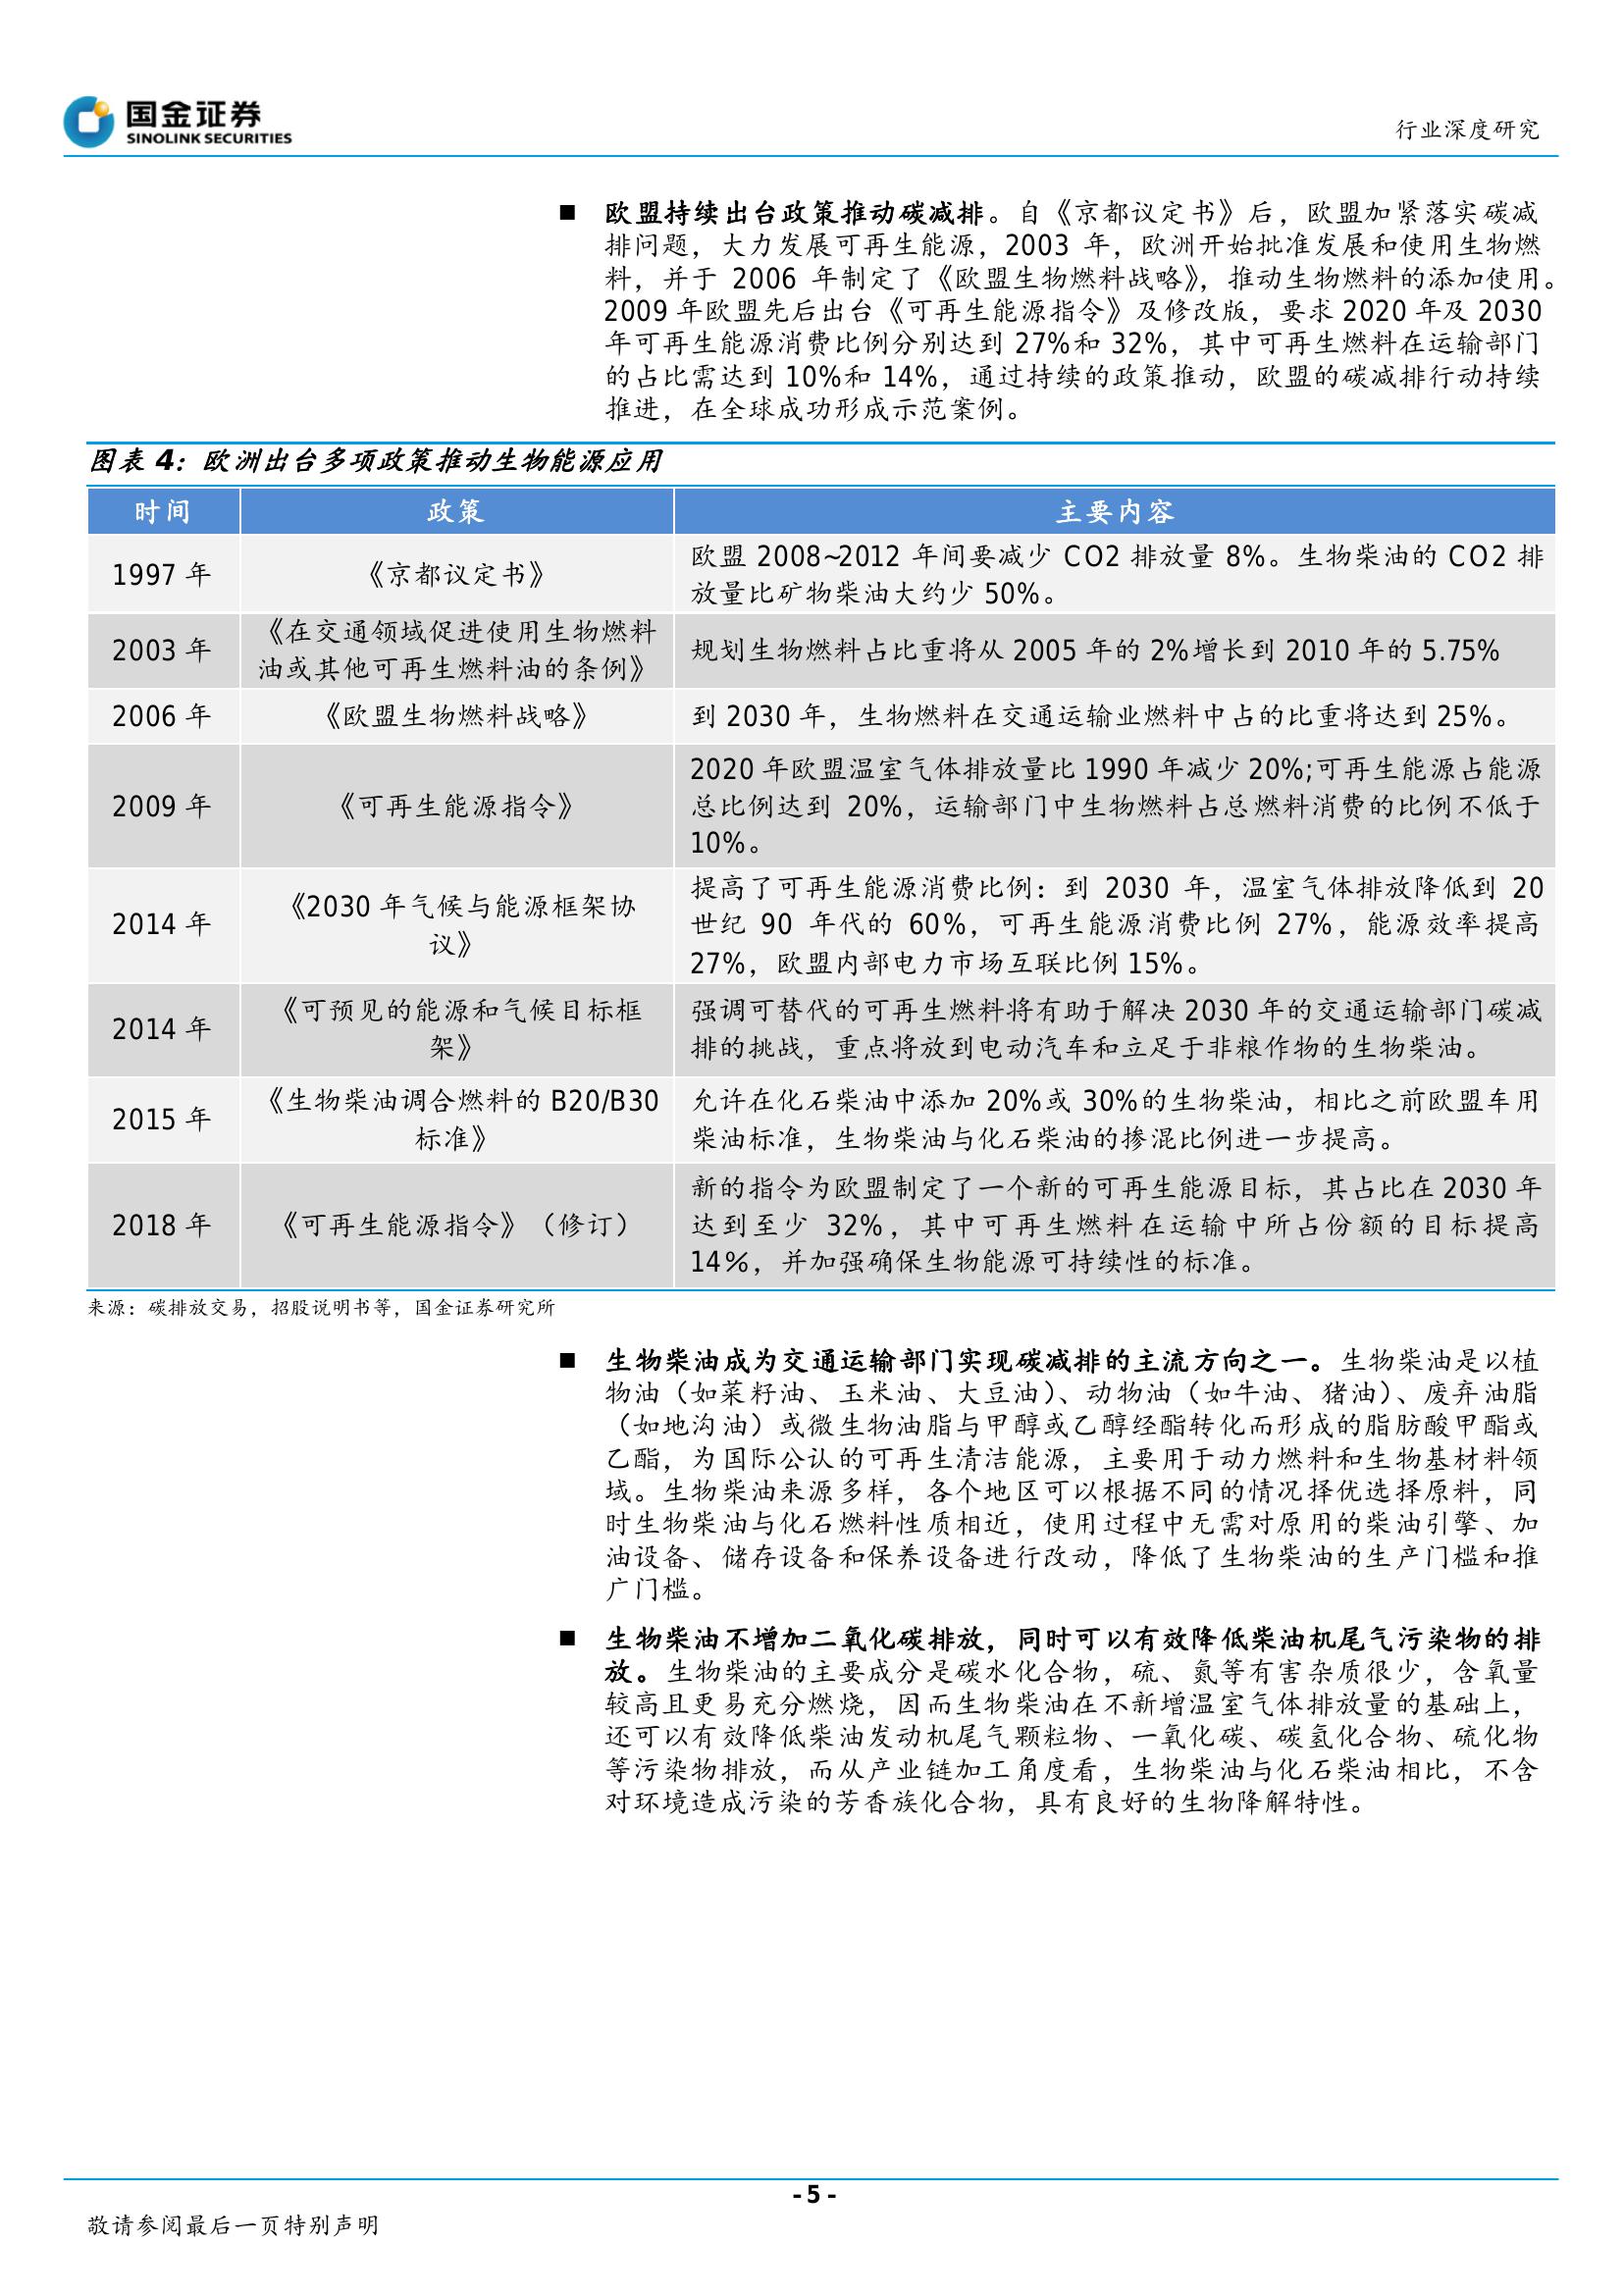 国金证券
SINOLINK SECURITIES
行业深度研究
■ 欧盟持续出台政策推动碳减排。自《京都议定书》后，欧盟加紧落实碳减
排问题，大力发展可再生能源，2003 年，欧洲开始批准发展和使用生物燃
料，并于 2006 年制定了《欧盟生物燃料战略》，推动生物燃料的添加使用。
2009 年欧盟先后出台《可再生能源指令》及修改版，要求 2020 年及 2030
年可再生能源消费比例分别达到 27%和 32%，其中可再生燃料在运输部门
的占比需达到 10%和 14%，通过持续的政策推动，欧盟的碳减排行动持续
推进，在全球成功形成示范案例。
图表 4：欧洲出台多项政策推动生物能源应用
时间 政策 主要内容
1997 年 《京都议定书》
欧盟 2008~2012 年间要减少 CO2 排放量 8%。生物柴油的 CO2 排
放量比矿物柴油大约少 50%。
2003 年
《在交通领域促进使用生物燃料
油或其他可再生燃料油的条例》
规划生物燃料占比重将从 2005 年的 2%增长到 2010 年的 5.75%
2006 年 《欧盟生物燃料战略》 到 2030 年，生物燃料在交通运输业燃料中占的比重将达到 25%。
2009 年 《可再生能源指令》
2020 年欧盟温室气体排放量比 1990 年减少 20%;可再生能源占能源
总比例达到 20%，运输部门中生物燃料占总燃料消费的比例不低于
10%。
2014 年
《2030 年气候与能源框架协
议》
提高了可再生能源消费比例：到 2030 年，温室气体排放降低到 20
世纪 90 年代的 60%，可再生能源消费比例 27%，能源效率提高
27%，欧盟内部电力市场互联比例 15%。
2014 年
《可预见的能源和气候目标框
架》
强调可替代的可再生燃料将有助于解决 2030 年的交通运输部门碳减
排的挑战，重点将放到电动汽车和立足于非粮作物的生物柴油。
2015 年
《生物柴油调合燃料的 B20/B30
标准》
允许在化石柴油中添加 20%或 30%的生物柴油，相比之前欧盟车用
柴油标准，生物柴油与化石柴油的掺混比例进一步提高。
2018 年 《可再生能源指令》（修订）
新的指令为欧盟制定了一个新的可再生能源目标，其占比在 2030 年
达到至少 32%，其中可再生燃料在运输中所占份额的目标提高
14%，并加强确保生物能源可持续性的标准。
来源：碳排放交易，招股说明书等，国金证券研究所
■ 生物柴油成为交通运输部门实现碳减排的主流方向之一。生物柴油是以植
物油（如菜籽油、玉米油、大豆油）、动物油（如牛油、猪油）、废弃油脂
（如地沟油）或微生物油脂与甲醇或乙醇经酯转化而形成的脂肪酸甲酯或
乙酯，为国际公认的可再生清洁能源，主要用于动力燃料和生物基材料领
域。生物柴油来源多样，各个地区可以根据不同的情况择优选择原料，同
时生物柴油与化石燃料性质相近，使用过程中无需对原用的柴油引擎、加
油设备、储存设备和保养设备进行改动，降低了生物柴油的生产门槛和推
广门槛。
■ 生物柴油不增加二氧化碳排放，同时可以有效降低柴油机尾气污染物的排
放。生物柴油的主要成分是碳水化合物，硫、氮等有害杂质很少，含氧量
较高且更易充分燃烧，因而生物柴油在不新增温室气体排放量的基础上，
还可以有效降低柴油发动机尾气颗粒物、一氧化碳、碳氢化合物、硫化物
等污染物排放，而从产业链加工角度看，生物柴油与化石柴油相比，不含
对环境造成污染的芳香族化合物，具有良好的生物降解特性。
- 5 -
敬请参阅最后一页特别声明